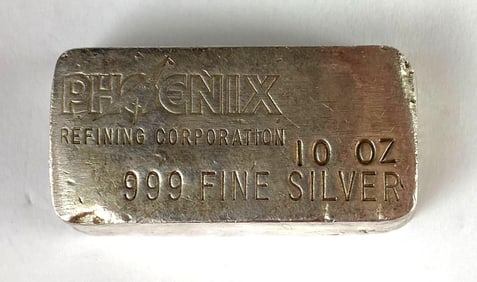 PHOENIX
REFINING CORPORATION
10 OZ
999 FINE SILVER